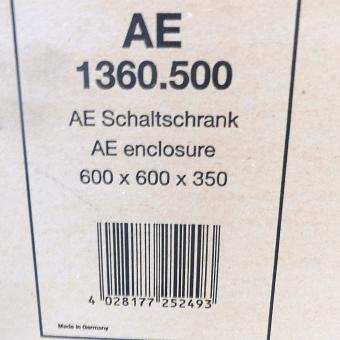 AE
1360.500
AE Schaltschrank
AE enclosure
600 x 600 x 350
4 028177 252493
Made in Germany